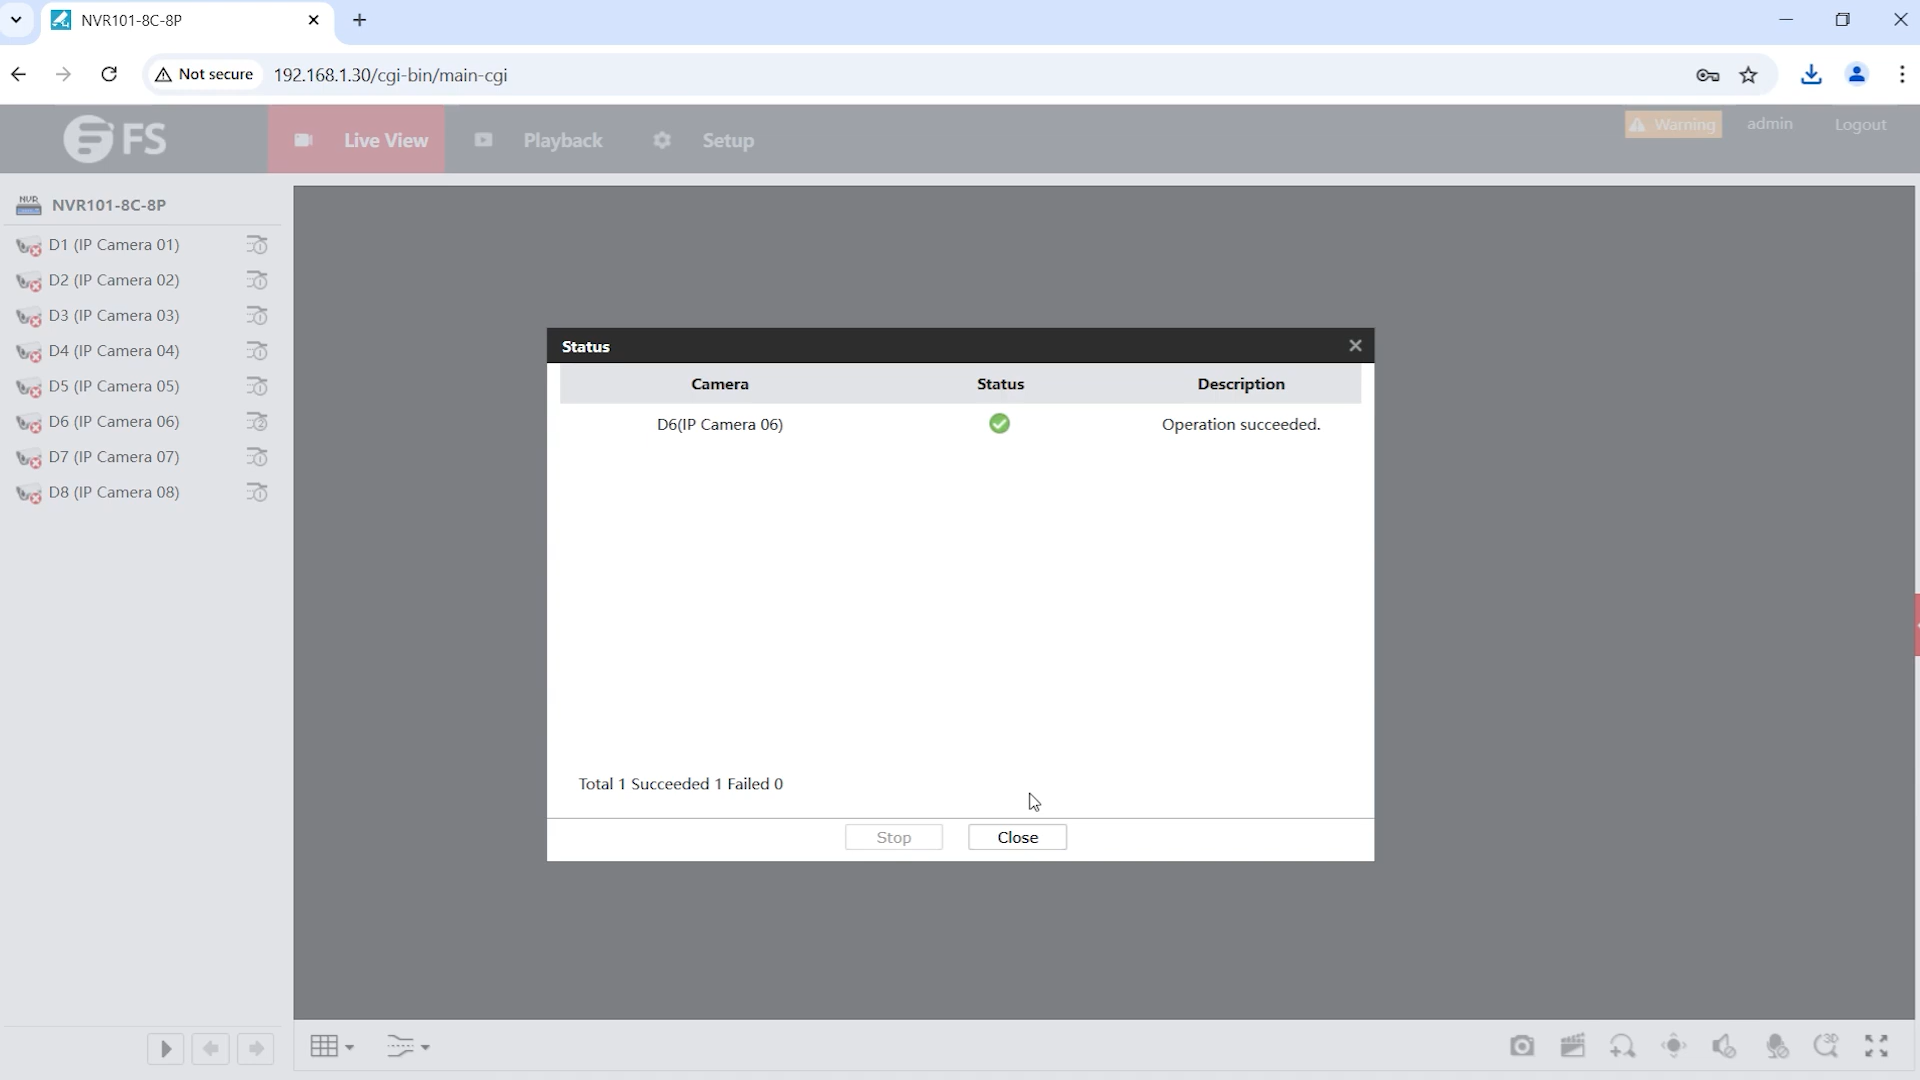 NVR101-8C-8P
Not secure
192.168.1.30/cgi-bin/main-cgi
FS
Live View
Playback
Setup
Warning
admin
Logout
NVR
NVR101-8C-8P
D1 (IP Camera 01)
D2 (IP Camera 02)
D3 (IP Camera 03)
D4 (IP Camera 04)
D5 (IP Camera 05)
D6 (IP Camera 06)
D7 (IP Camera 07)
D8 (IP Camera 08)
Status
Camera Status Description
D6(IP Camera 06) Operation succeeded.
Total 1 Succeeded 1 Failed 0
Stop Close
3D